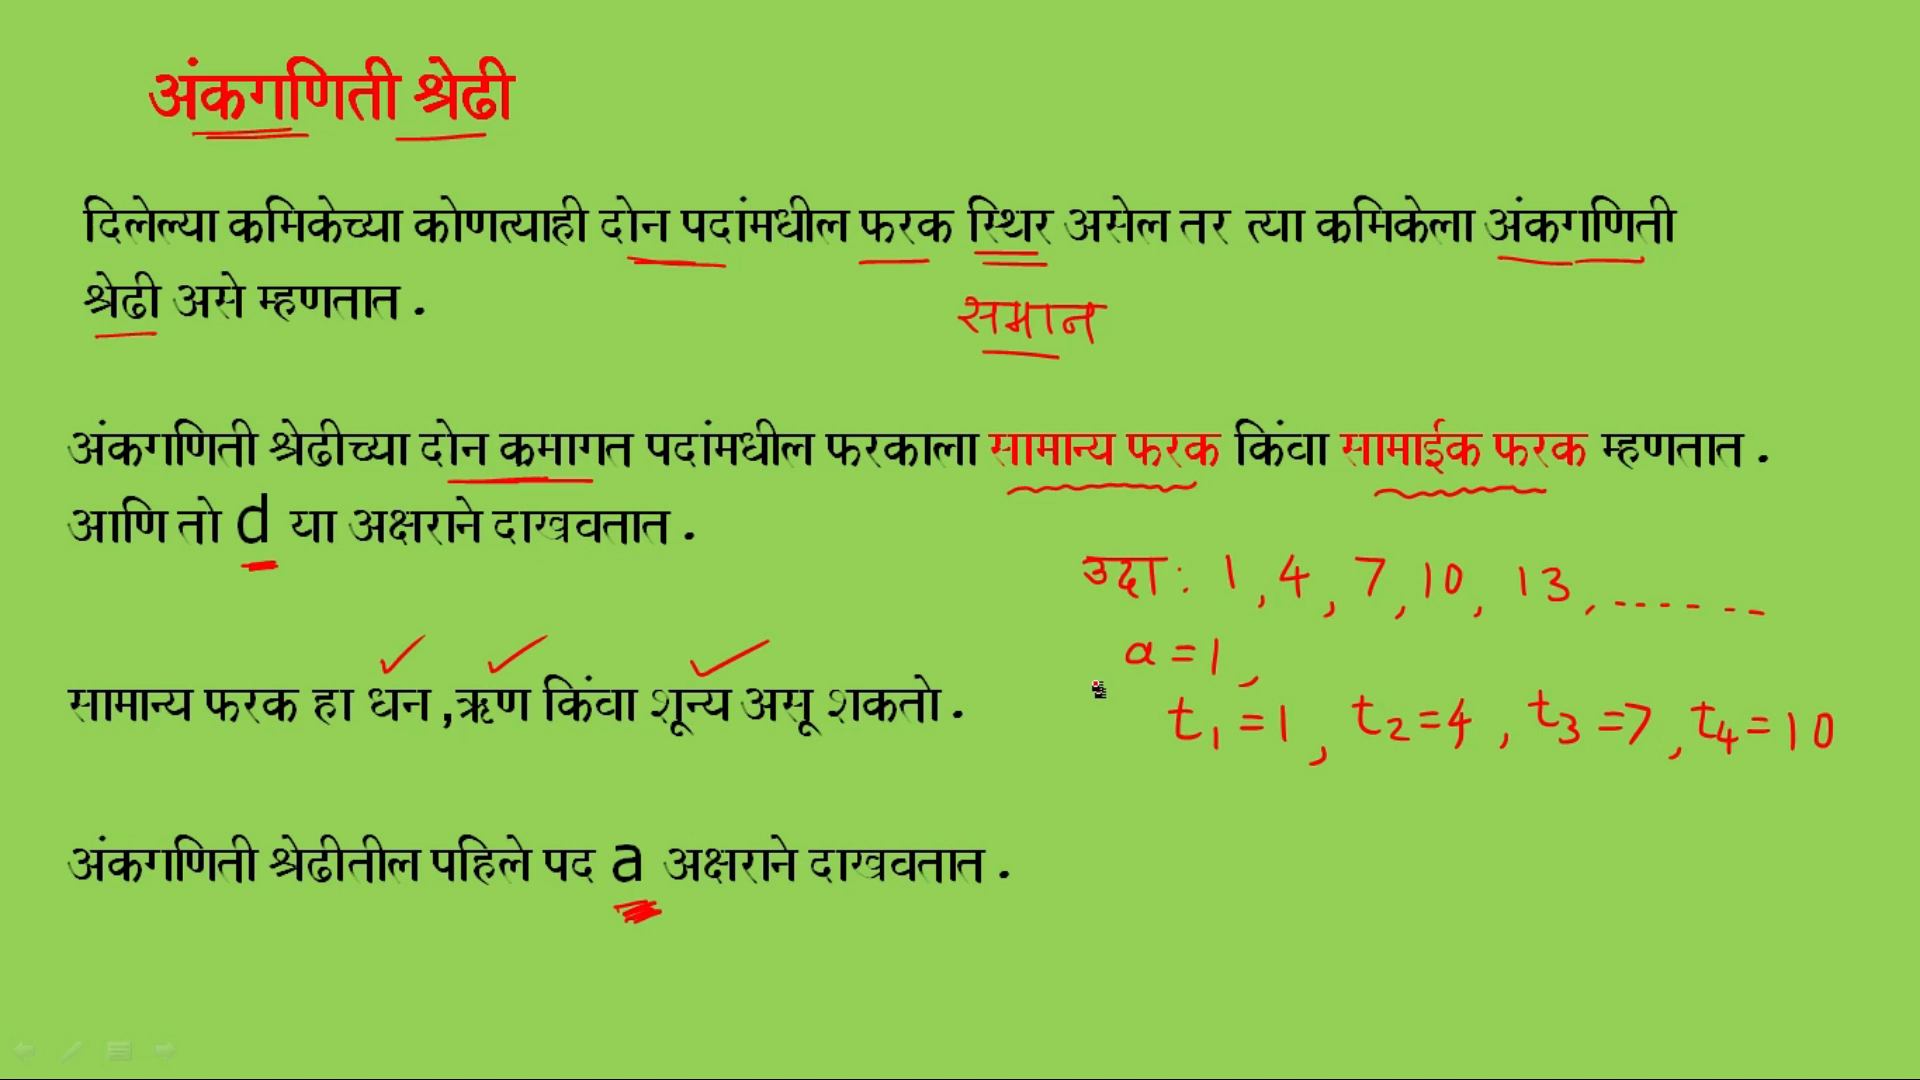 अंकगणिती श्रेढी
दिलेल्या क्रमिकेच्या कोणत्याही दोन पदांमधील फरक स्थिर असेल तर त्या क्रमिकेला अंकगणिती
श्रेढी असे म्हणतात .
समान
अंकगणिती श्रेढीच्या दोन क्रमागत पदांमधील फरकाला सामान्य फरक किंवा सामाईक फरक म्हणतात .
आणि तो d या अक्षराने दाखवतात .
उदा : 1 , 4 , 7 , 10 , 13 , ------
a = 1 ,
सामान्य फरक हा धन ,ऋण किंवा शून्य असू शकतो .
t₁ = 1 , t₂ = 4 , t₃ = 7 , t₄ = 10
अंकगणिती श्रेढीतील पहिले पद a अक्षराने दाखवतात .